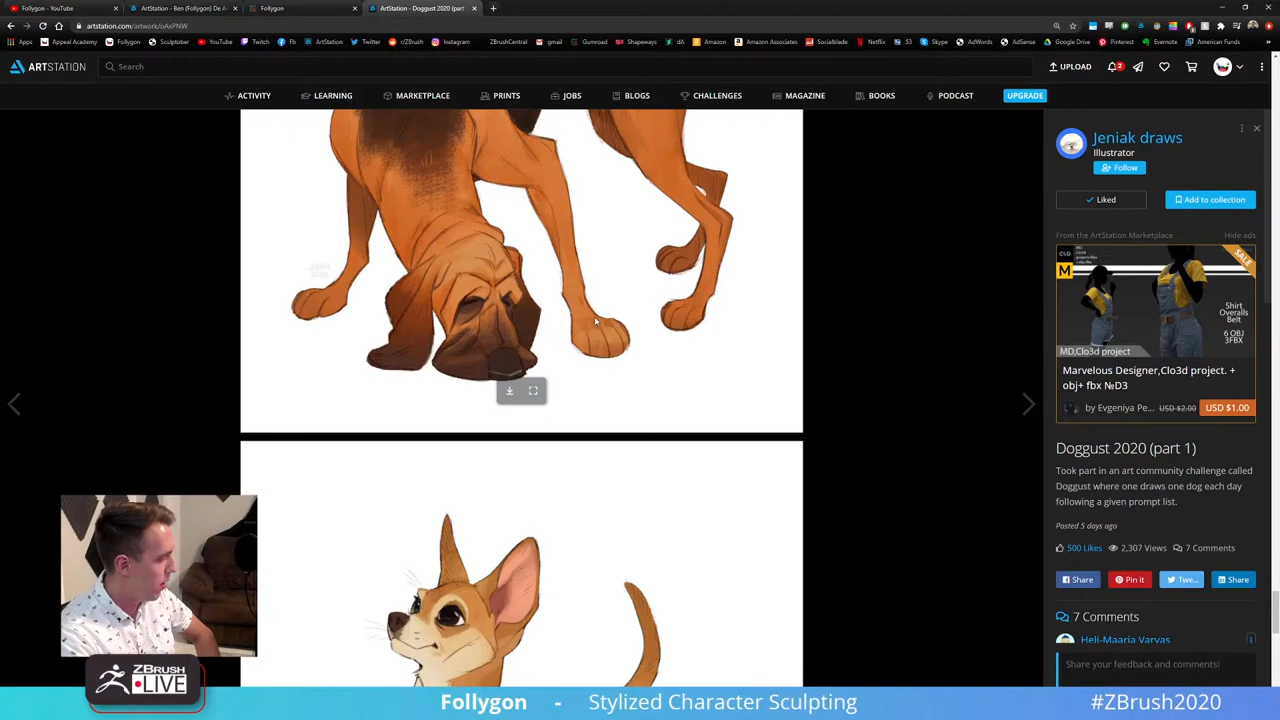 Follygon - YouTube
ArtStation - Ben (Follygon) De A
Follygon
ArtStation - Doggust 2020 (part
artstation.com/artwork/oAxPNW
Apps
Appeal Academy
Follygon
Sculptober
YouTube
Twitch
Fb
ArtStation
Twitter
r/ZBrush
Instagram
ZBrushCentral
gmail
Gumroad
Shapeways
dA
Amazon
Amazon Associates
Socialblade
Netflix
53
Skype
AdWords
AdSense
Google Drive
Pinterest
Evernote
American Funds
ARTSTATION
Search
UPLOAD
2
ACTIVITY
LEARNING
MARKETPLACE
PRINTS
JOBS
BLOGS
CHALLENGES
MAGAZINE
BOOKS
PODCAST
UPGRADE
Jeniak draws
Illustrator
Follow
Liked
Add to collection
From the ArtStation Marketplace
Hide ads
SALE
M
Shirt
Overalls
Belt
6 OBJ
3FBX
MD,Clo3d project
Marvelous Designer,Clo3d project. +
obj+ fbx №D3
by Evgeniya Pe...
USD $2.00
USD $1.00
Doggust 2020 (part 1)
Took part in an art community challenge called
Doggust where one draws one dog each day
following a given prompt list.
Posted 5 days ago
500 Likes
2,307 Views
7 Comments
Share
Pin it
Twe...
Share
7 Comments
Heli-Maaria Varvas
Share your feedback and comments!
ZBRUSH
LIVE
Follygon - Stylized Character Sculpting
#ZBrush2020